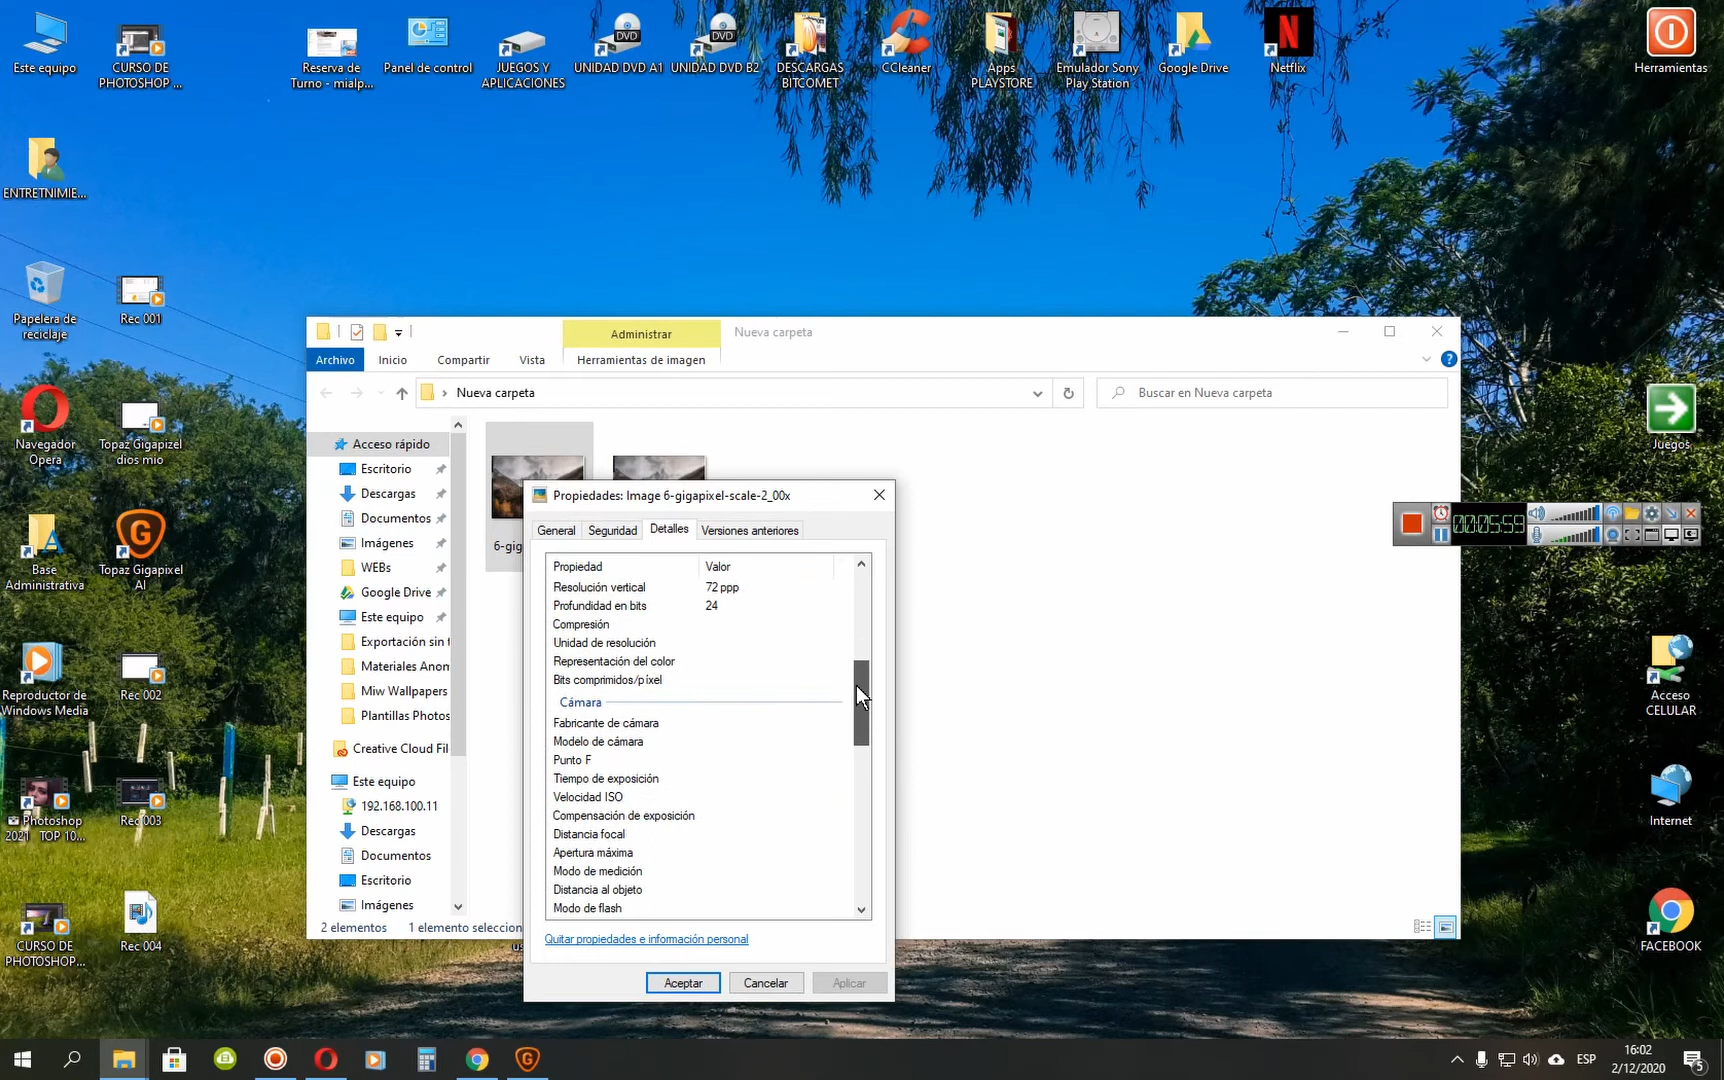 Este equipo
CURSO DE
PHOTOSHOP ...
Reserva de
Turno - mialp...
Panel de control
JUEGOS Y
APLICACIONES
UNIDAD DVD A1
UNIDAD DVD B2
DESCARGAS
BITCOMET
CCleaner
Apps
PLAYSTORE
Emulador Sony
Play Station
Google Drive
Netflix
Herramientas
ENTRETNIMIE...
Papelera de
reciclaje
Rec 001
Navegador
Opera
Topaz Gigapizel
dios mio
Base
Administrativa
Topaz Gigapixel
AI
Reproductor de
Windows Media
Rec 002
Photoshop
2021 TOP 10...
Rec 003
CURSO DE
PHOTOSHOP...
Rec 004
Juegos
Acceso
CELULAR
Internet
FACEBOOK
Administrar
Nueva carpeta
Archivo
Inicio
Compartir
Vista
Herramientas de imagen
Nueva carpeta
Buscar en Nueva carpeta
Acceso rápido
Escritorio
Descargas
Documentos
Imágenes
WEBs
Google Drive
Este equipo
Exportación sin t
Materiales Anom
Miw Wallpapers
Plantillas Photos
Creative Cloud Fil
Este equipo
192.168.100.11
Descargas
Documentos
Escritorio
Imágenes
2 elementos
1 elemento seleccion
6-gig
Propiedades: Image 6-gigapixel-scale-2_00x
General
Seguridad
Detalles
Versiones anteriores
Propiedad
Valor
Resolución vertical
72 ppp
Profundidad en bits
24
Compresión
Unidad de resolución
Representación del color
Bits comprimidos/píxel
Cámara
Fabricante de cámara
Modelo de cámara
Punto F
Tiempo de exposición
Velocidad ISO
Compensación de exposición
Distancia focal
Apertura máxima
Modo de medición
Distancia al objeto
Modo de flash
Quitar propiedades e información personal
Aceptar
Cancelar
Aplicar
00:05:59
ESP
16:02
2/12/2020
5